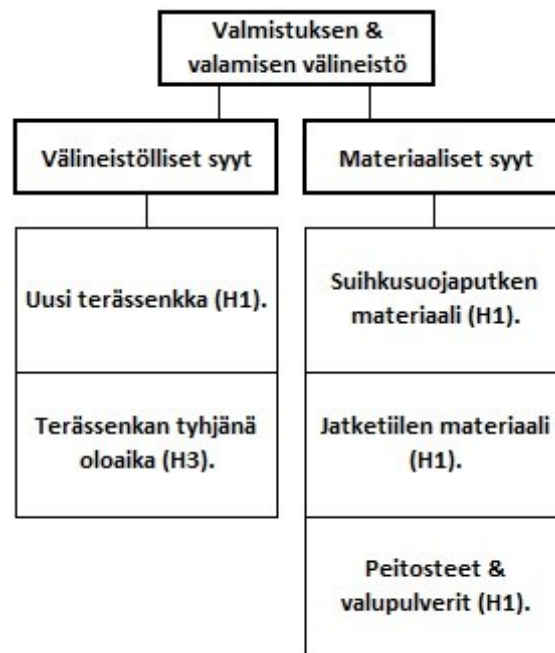 Valmistuksen &
valamisen välineistö
Välineistölliset syyt
Materiaaliset syyt
Uusi terässenkka (H1).
Terässenkan tyhjänä
oloaika (H3).
Suihkusuojaputken
materiaali (H1).
Jatketiilen materiaali
(H1).
Peitosteet &
valupulverit (H1).